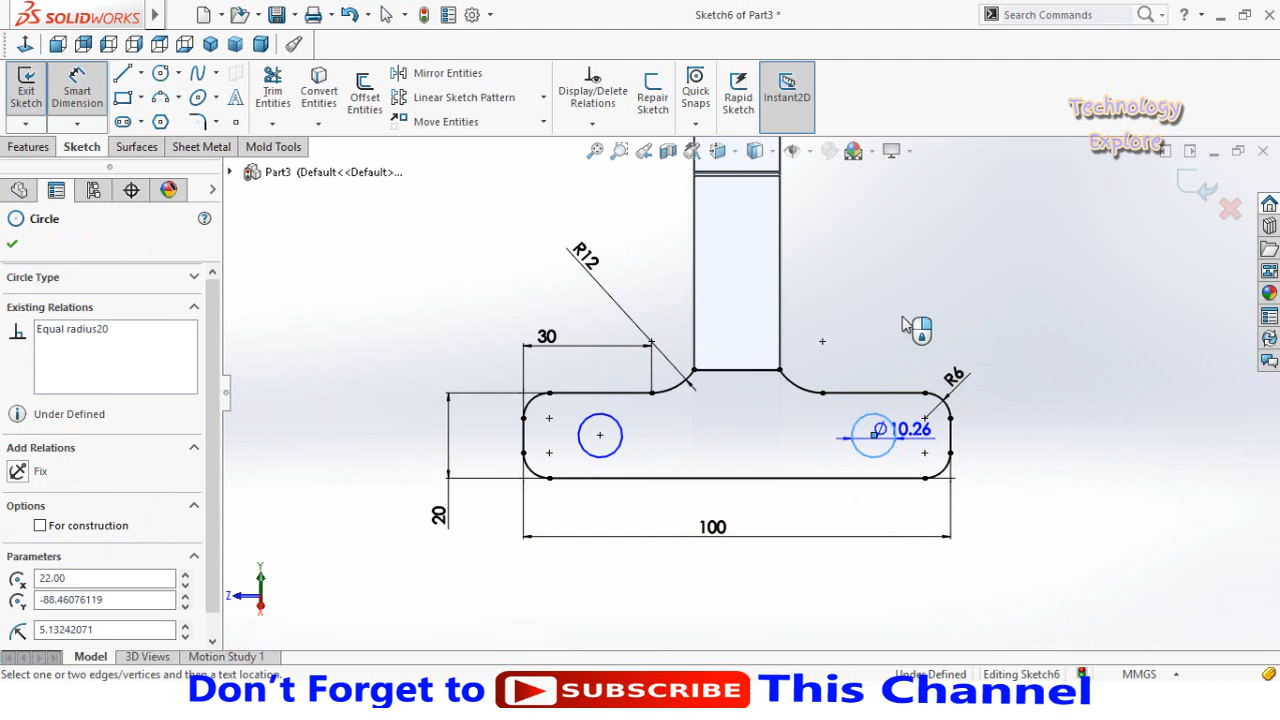 SOLIDWORKS
Sketch6 of Part3 *
Search Commands
?
Exit Sketch
Smart Dimension
Trim Entities
Convert Entities
Offset Entities
Mirror Entities
Linear Sketch Pattern
Move Entities
Display/Delete Relations
Repair Sketch
Quick Snaps
Rapid Sketch
Instant2D
Technology
Explore
Features
Sketch
Surfaces
Sheet Metal
Mold Tools
Part3 (Default<<Default>...
Circle
?
Circle Type
Existing Relations
Equal radius20
Under Defined
Add Relations
Fix
Options
For construction
Parameters
22.00
-88.46076119
5.13242071
R12
30
R6
Ø10.26
20
100
Y
Z
X
Model
3D Views
Motion Study 1
Select one or two edges/vertices and then a text location.
Under Defined
Editing Sketch6
MMGS
Don't Forget to SUBSCRIBE This Channel